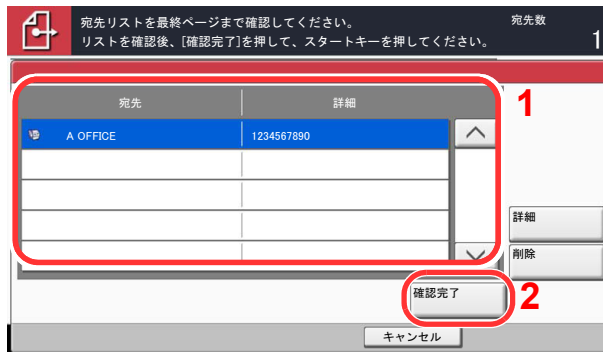 宛先リストを最終ページまで確認してください。
リストを確認後、[確認完了]を押して、スタートキーを押してください。
宛先数
1
宛先 詳細
1
A OFFICE 1234567890
詳細
削除
確認完了
2
キャンセル